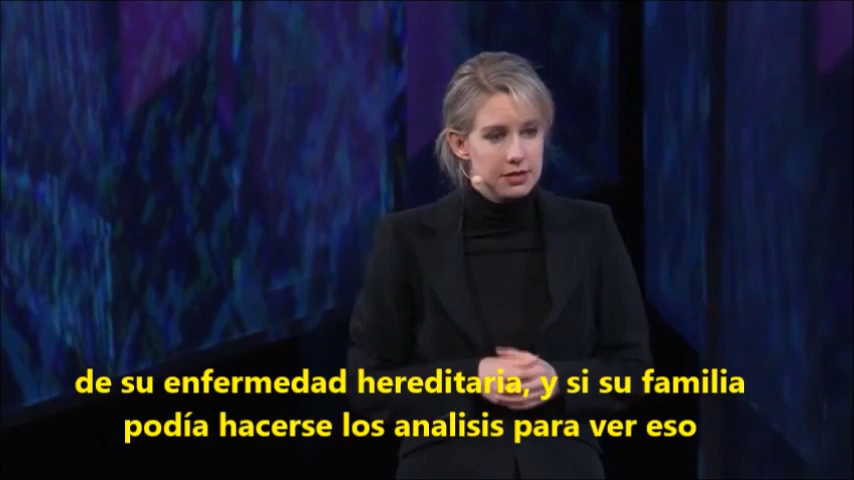 de su enfermedad hereditaria, y si su familia
podía hacerse los analisis para ver eso